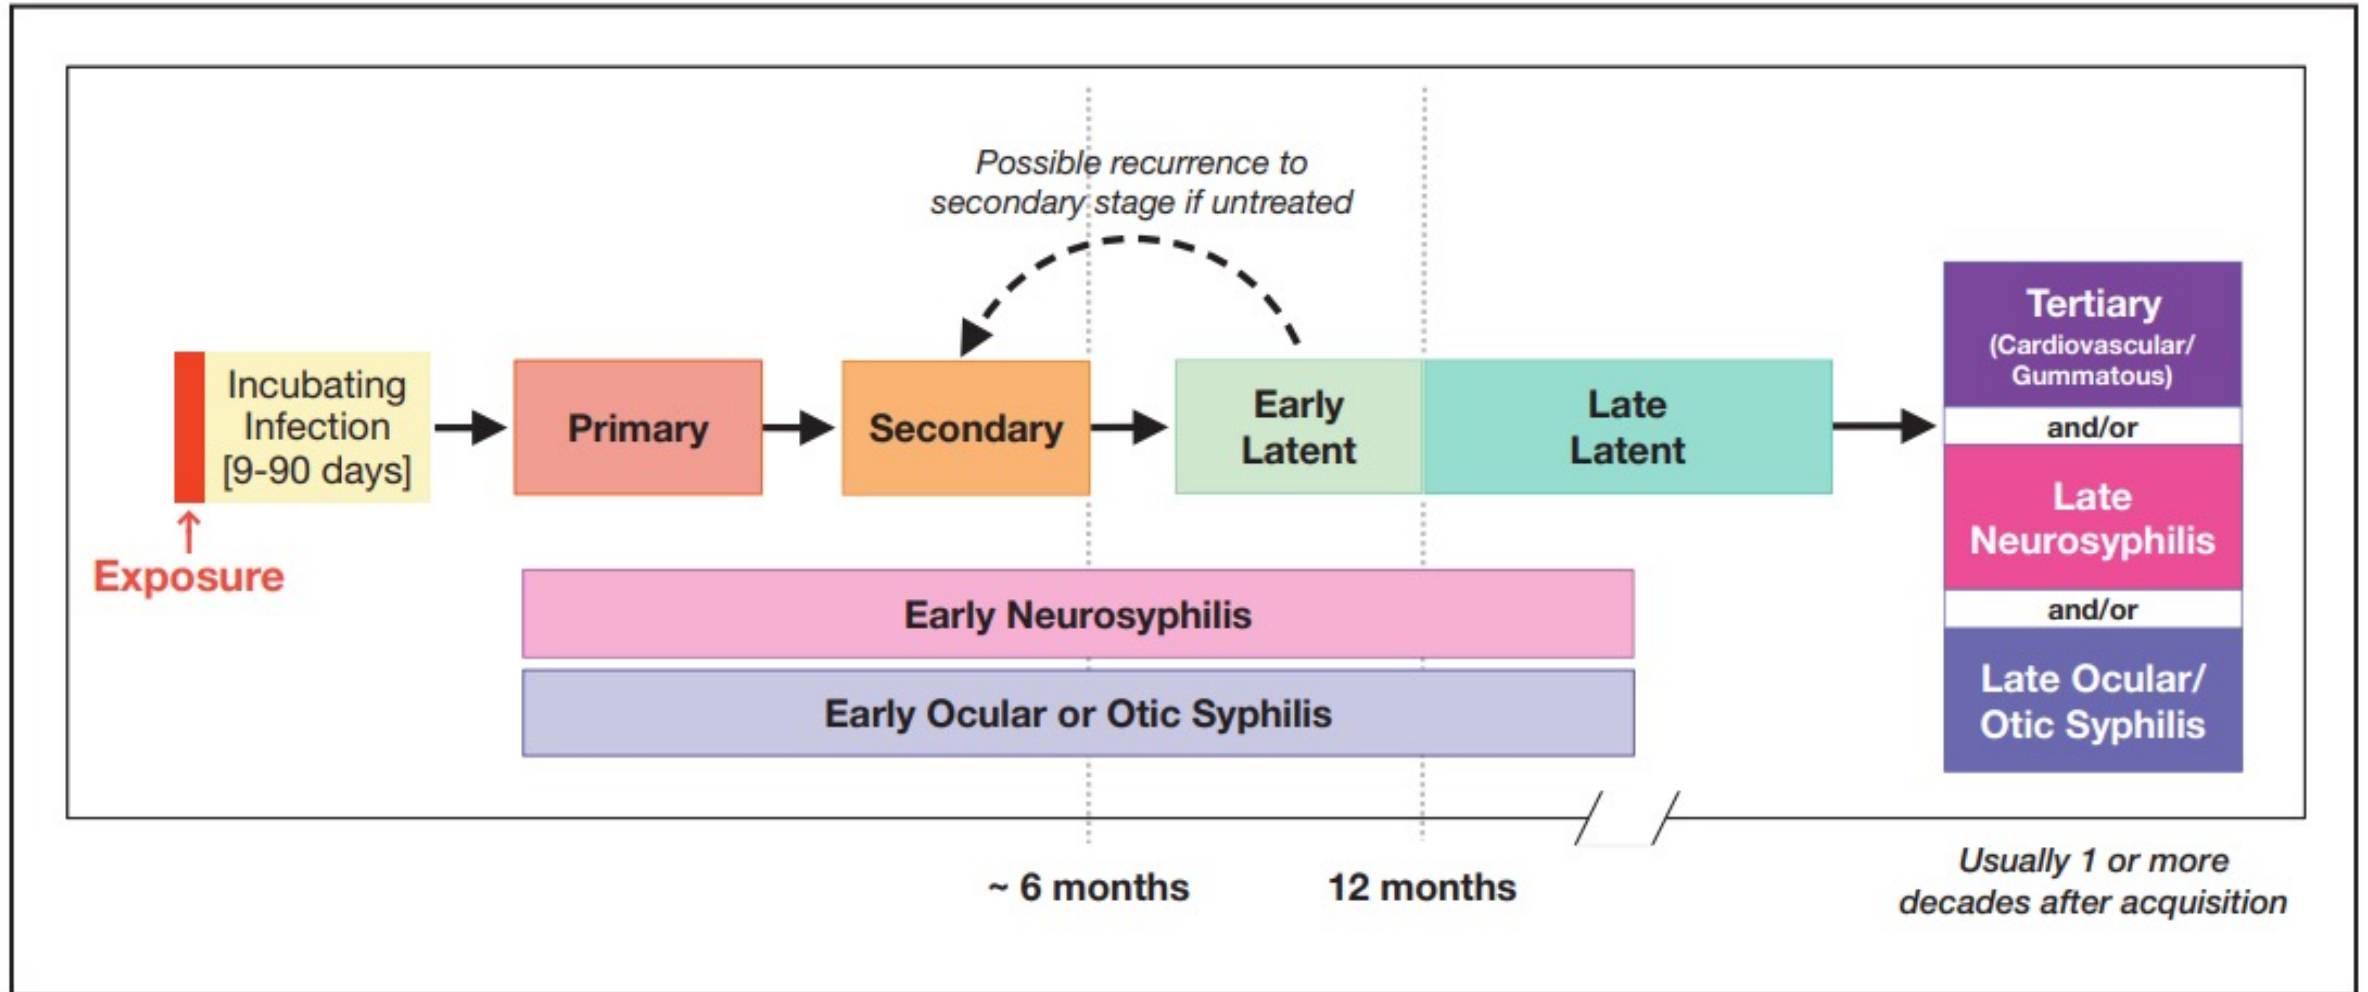 Possible recurrence to
secondary stage if untreated
Incubating
Infection
[9-90 days]
Exposure
Primary
Secondary
Early
Latent
Late
Latent
Tertiary
(Cardiovascular/
Gummatous)
and/or
Late
Neurosyphilis
and/or
Late Ocular/
Otic Syphilis
Early Neurosyphilis
Early Ocular or Otic Syphilis
~ 6 months
12 months
Usually 1 or more
decades after acquisition